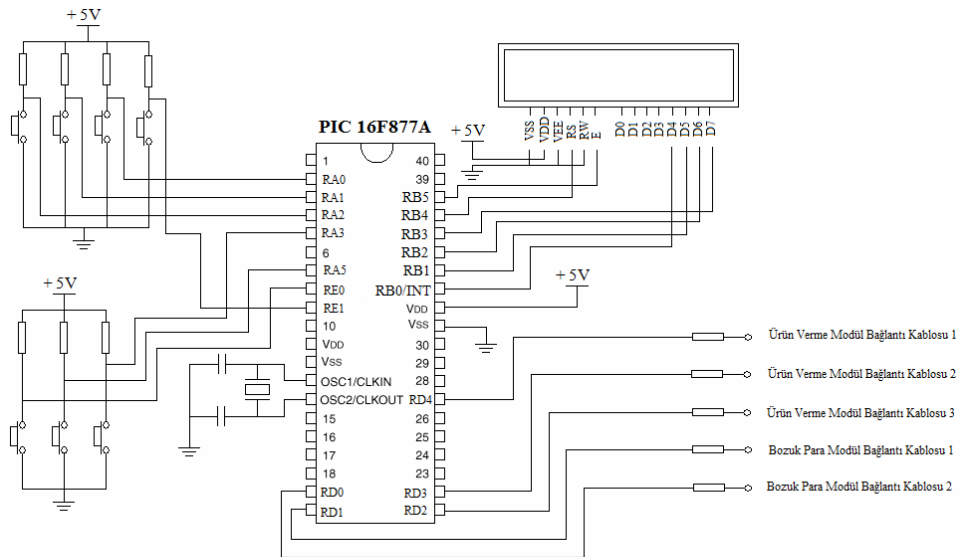 +5V
PIC 16F877A
+5V
VSS
VDD
VEE
RS
RW
E
D0
D1
D2
D3
D4
D5
D6
D7
1
RA0
RA1
RA2
RA3
6
RA5
RE0
RE1
10
VDD
VSS
OSC1/CLKIN
OSC2/CLKOUT
15
16
17
18
RD0
RD1
40
39
RB5
RB4
RB3
RB2
RB1
RB0/INT
VDD
VSS
30
29
28
RD4
26
25
24
23
RD3
RD2
+5V
+5V
Ürün Verme Modül Bağlantı Kablosu 1
Ürün Verme Modül Bağlantı Kablosu 2
Ürün Verme Modül Bağlantı Kablosu 3
Bozuk Para Modül Bağlantı Kablosu 1
Bozuk Para Modül Bağlantı Kablosu 2